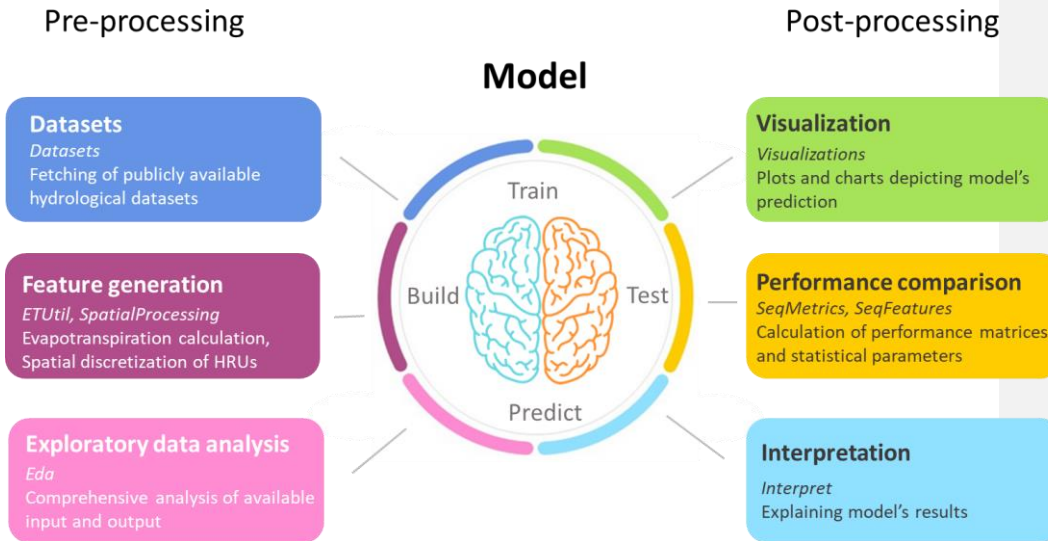 Pre-processing
Post-processing
Model
Datasets
Datasets
Fetching of publicly available
hydrological datasets
Feature generation
ETUtil, SpatialProcessing
Evapotranspiration calculation,
Spatial discretization of HRUs
Exploratory data analysis
Eda
Comprehensive analysis of available
input and output
Train
Build
Test
Predict
Visualization
Visualizations
Plots and charts depicting model's
prediction
Performance comparison
SeqMetrics, SeqFeatures
Calculation of performance matrices
and statistical parameters
Interpretation
Interpret
Explaining model's results